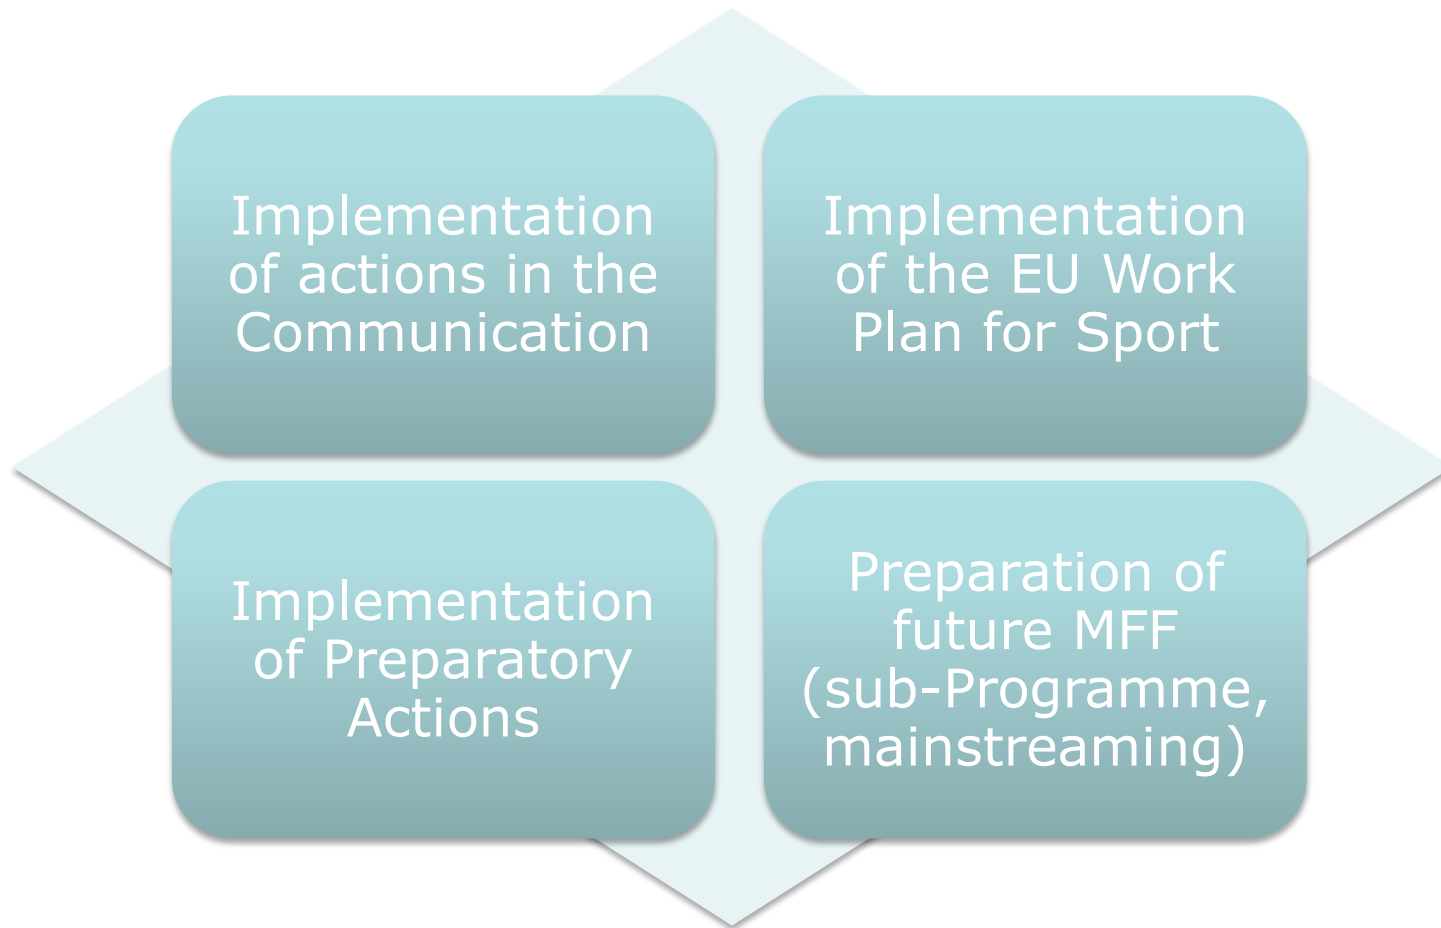 Implementation
of actions in the
Communication
Implementation
of the EU Work
Plan for Sport
Implementation
of Preparatory
Actions
Preparation of
future MFF
(sub-Programme,
mainstreaming)